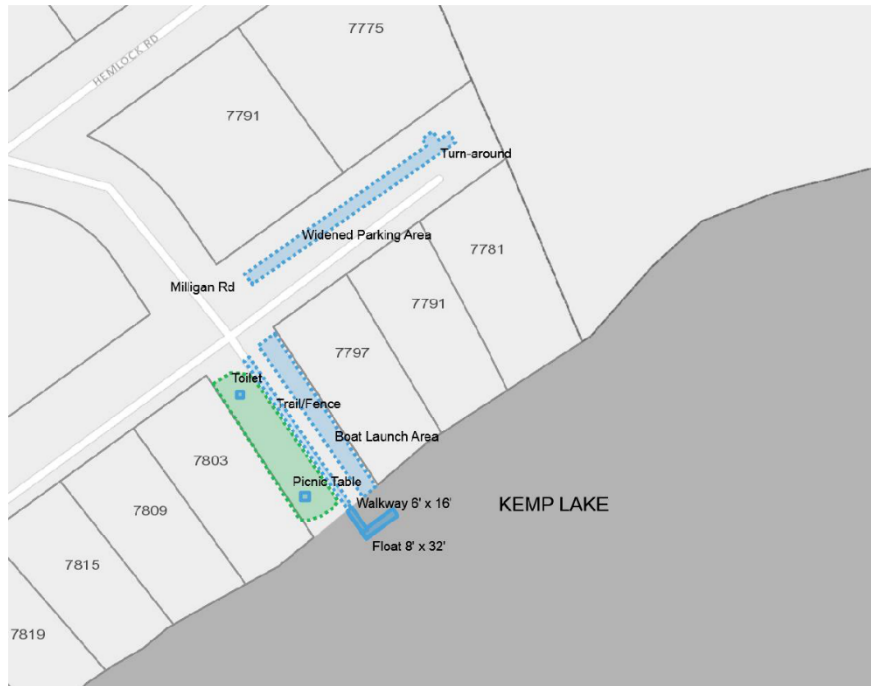 7775
HEMLOCK RD
7791
Turn-around
Widened Parking Area
7781
Milligan Rd
7791
7797
Toilet
Trail/Fence
Boat Launch Area
7803
Picnic Table
Walkway 6' x 16'
KEMP LAKE
7809
Float 8' x 32'
7815
7819